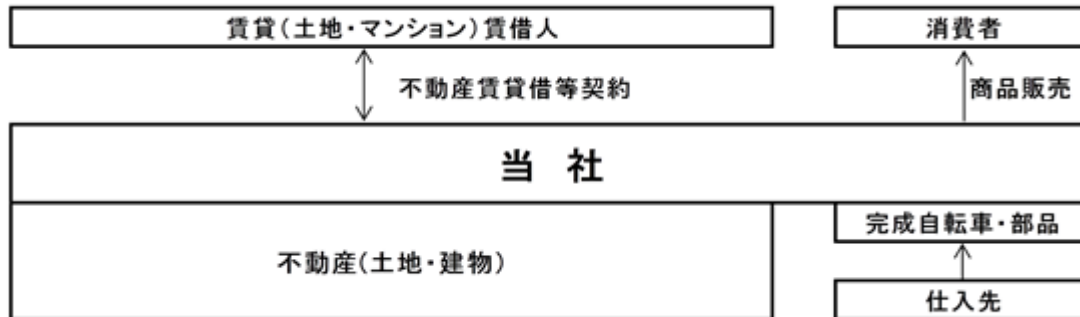 賃貸(土地・マンション)賃借人
消費者
不動産賃貸借等契約
商品販売
当 社
完成自転車・部品
不動産(土地・建物)
仕入先